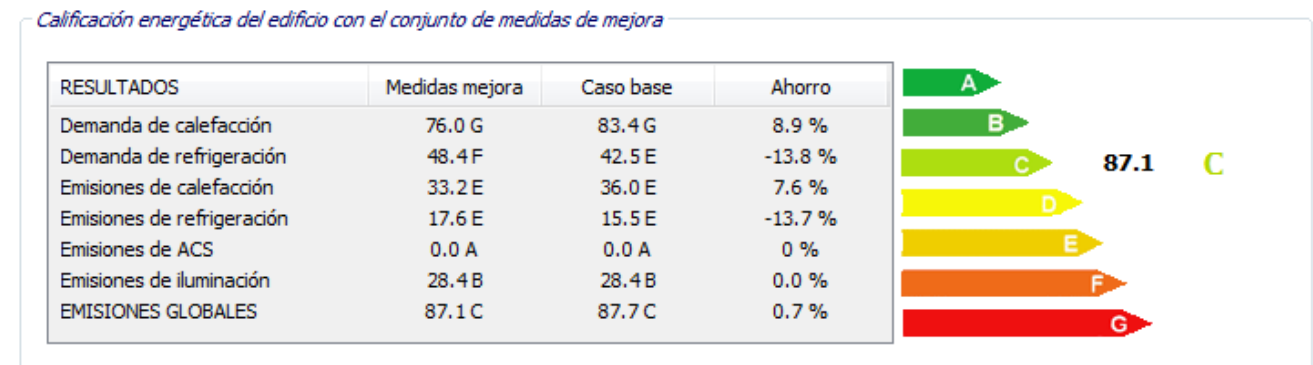 Calificación energética del edificio con el conjunto de medidas de mejora
RESULTADOS Medidas mejora Caso base Ahorro
Demanda de calefacción 76.0 G 83.4 G 8.9 %
Demanda de refrigeración 48.4 F 42.5 E -13.8 %
Emisiones de calefacción 33.2 E 36.0 E 7.6 %
Emisiones de refrigeración 17.6 E 15.5 E -13.7 %
Emisiones de ACS 0.0 A 0.0 A 0 %
Emisiones de iluminación 28.4 B 28.4 B 0.0 %
EMISIONES GLOBALES 87.1 C 87.7 C 0.7 %
A
B
C 87.1 C
D
E
F
G